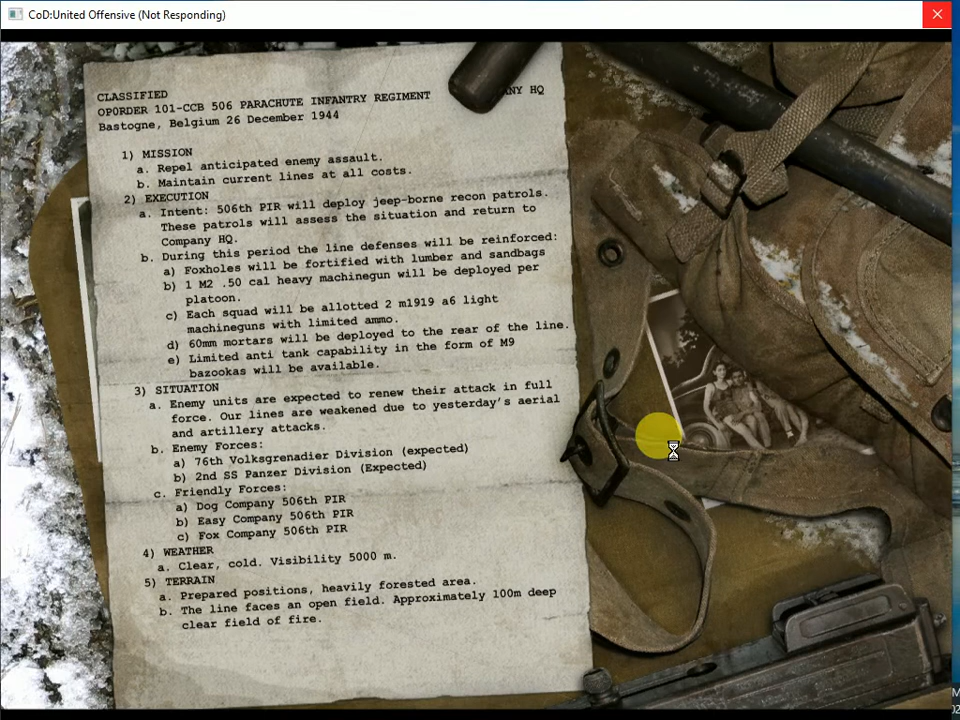 CoD:United Offensive (Not Responding)
CLASSIFIED
OPORDER 101-CCB 506 PARACHUTE INFANTRY REGIMENT HQ
Bastogne, Belgium 26 December 1944
1) MISSION
a. Repel anticipated enemy assault.
b. Maintain current lines at all costs.
2) EXECUTION
a. Intent: 506th PIR will deploy jeep-borne recon patrols.
These patrols will assess the situation and return to
Company HQ.
b. During this period the line defenses will be reinforced:
a) Foxholes will be fortified with lumber and sandbags
b) 1 M2 .50 cal heavy machinegun will be deployed per
platoon.
c) Each squad will be allotted 2 m1919 a6 light
machineguns with limited ammo.
d) 60mm mortars will be deployed to the rear of the line.
e) Limited anti tank capability in the form of M9
bazookas will be available.
3) SITUATION
a. Enemy units are expected to renew their attack in full
force. Our lines are weakened due to yesterday's aerial
and artillery attacks.
b. Enemy Forces:
a) 76th Volksgrenadier Division (expected)
b) 2nd SS Panzer Division (Expected)
c. Friendly Forces:
a) Dog Company 506th PIR
b) Easy Company 506th PIR
c) Fox Company 506th PIR
4) WEATHER
a. Clear, cold. Visibility 5000 m.
5) TERRAIN
a. Prepared positions, heavily forested area.
b. The line faces an open field. Approximately 100m deep
clear field of fire.